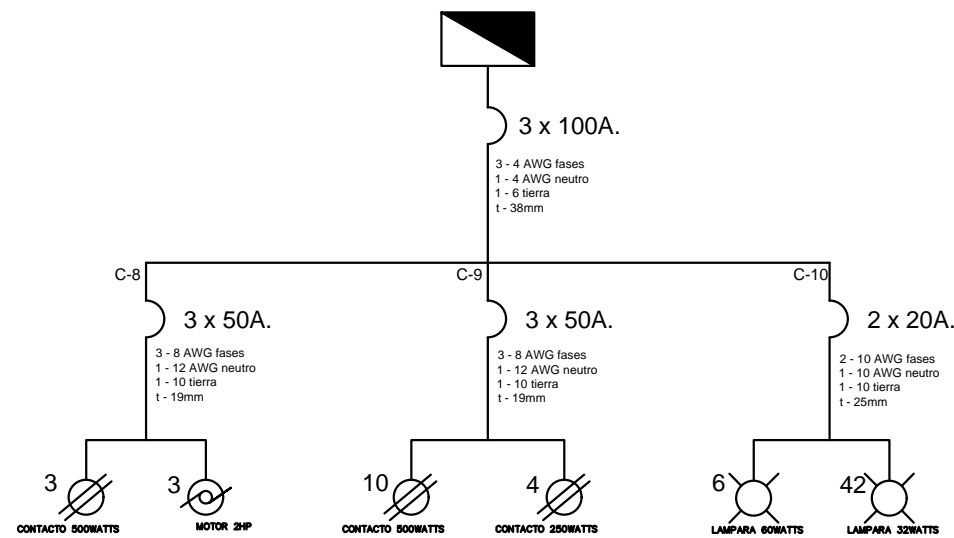 3 x 100A.
3 - 4 AWG fases
1 - 4 AWG neutro
1 - 6 tierra
t - 38mm
C-8
C-9
C-10
3 x 50A.
3 - 8 AWG fases
1 - 12 AWG neutro
1 - 10 tierra
t - 19mm
3 x 50A.
3 - 8 AWG fases
1 - 12 AWG neutro
1 - 10 tierra
t - 19mm
2 x 20A.
2 - 10 AWG fases
1 - 10 AWG neutro
1 - 10 tierra
t - 25mm
3
CONTACTO 500WATTS
3
MOTOR 2HP
10
CONTACTO 500WATTS
4
CONTACTO 250WATTS
6
LAMPARA 60WATTS
42
LAMPARA 32WATTS